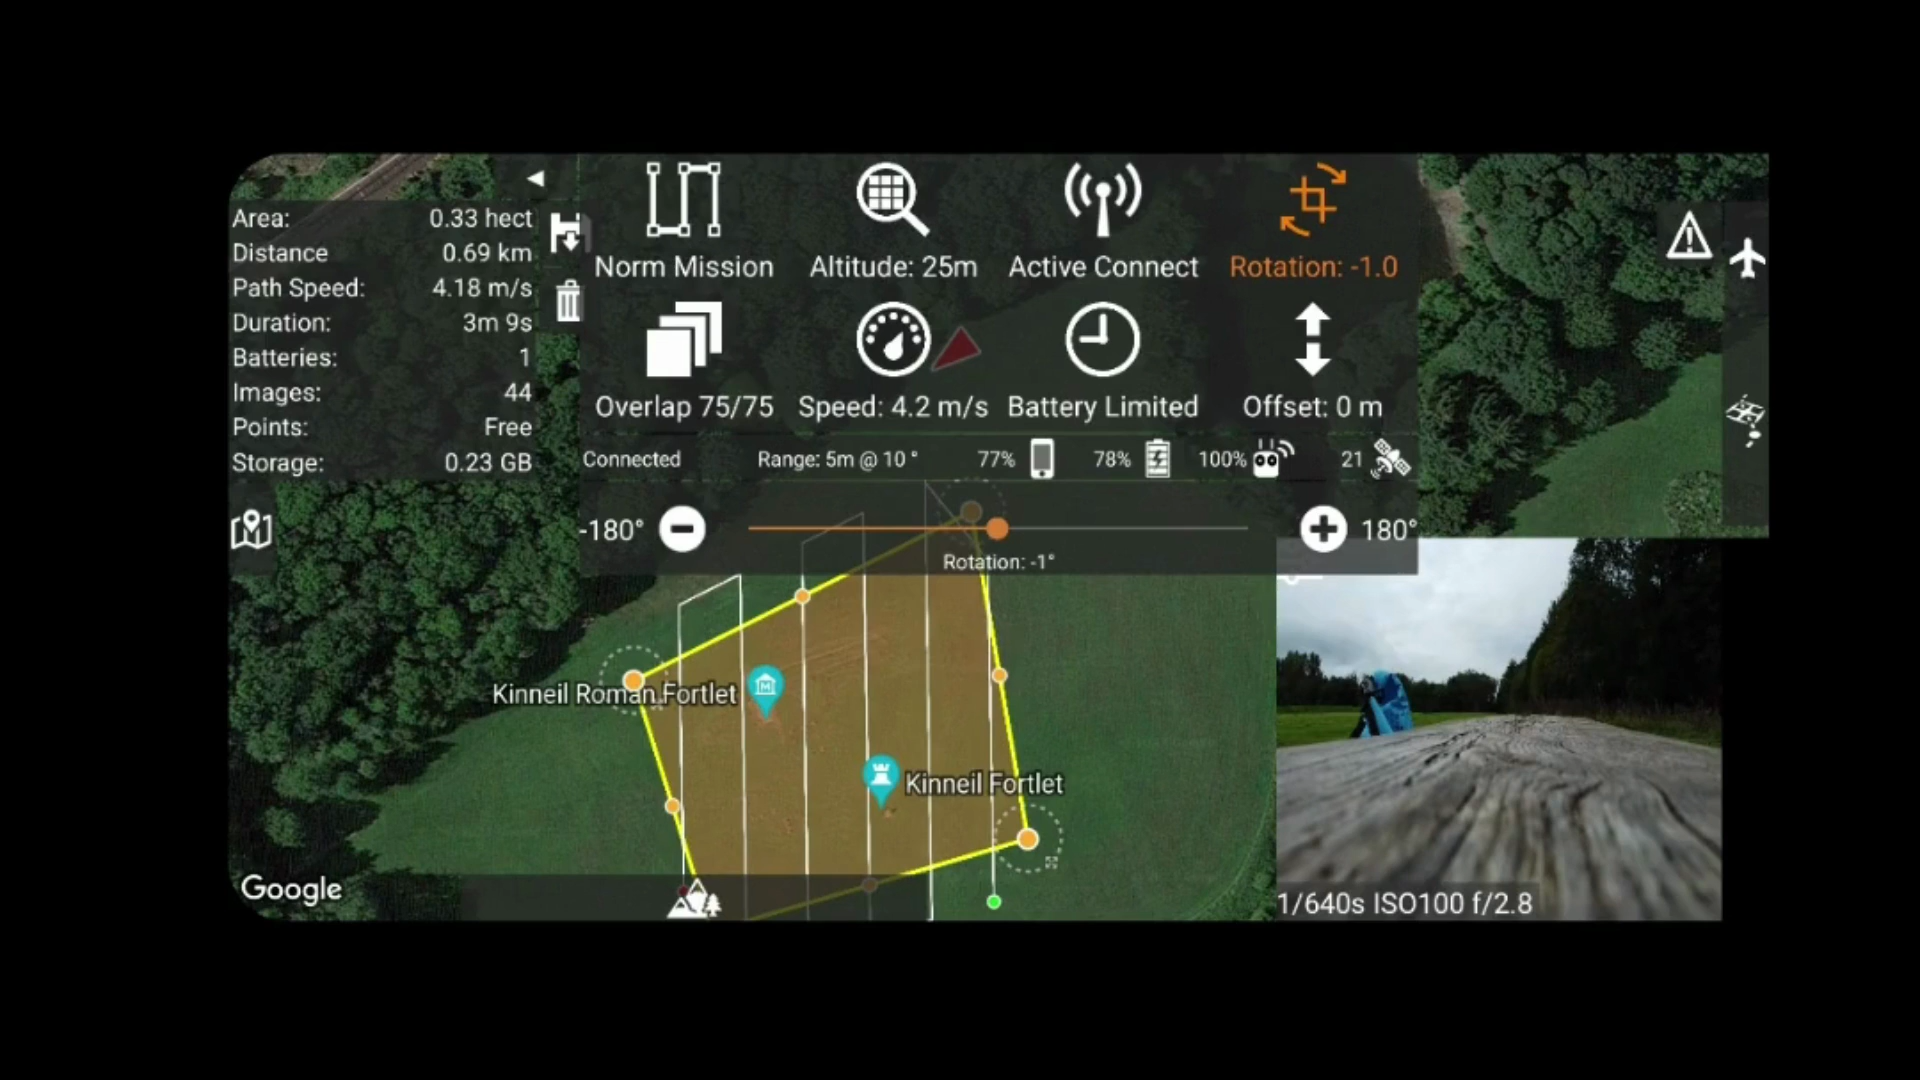 Area: 0.33 hect
Distance 0.69 km
Path Speed: 4.18 m/s
Duration: 3m 9s
Batteries: 1
Images: 44
Points: Free
Storage: 0.23 GB
Norm Mission Altitude: 25m Active Connect Rotation: -1.0
Overlap 75/75 Speed: 4.2 m/s Battery Limited Offset: 0 m
Connected Range: 5m @ 10 ° 77% 78% 100% 21
-180° 180°
Rotation: -1°
Kinneil Roman Fortlet
M
Kinneil Fortlet
Google
1/640s ISO100 f/2.8